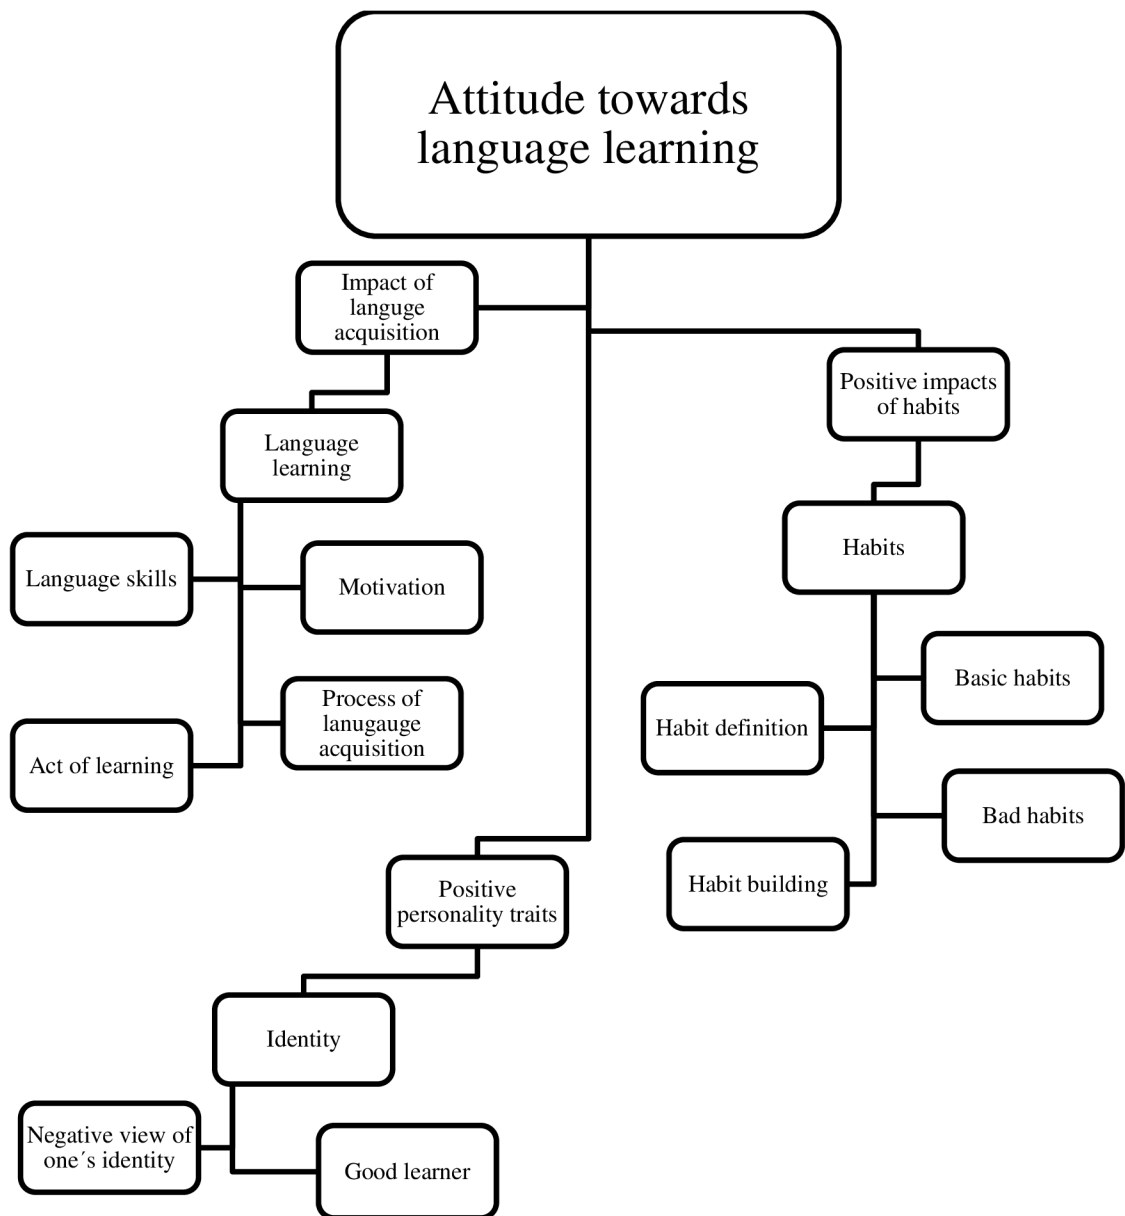 Attitude towards
language learning
Impact of
languge
acquisition
Positive impacts
of habits
Language
learning
Habits
Language skills
Motivation
Basic habits
Habit definition
Process of
lanugauge
acquisition
Act of learning
Bad habits
Habit building
Positive
personality traits
Identity
Negative view of
one´s identity
Good learner